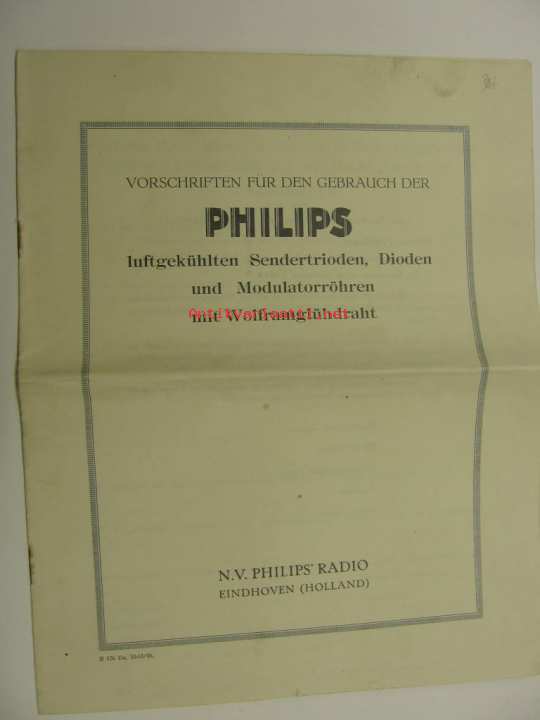 VORSCHRIFTEN FÜR DEN GEBRAUCH DER
PHILIPS
luftgekühlten Sendertrioden, Dioden
und Modulatorröhren
mit Wolframglühdraht
N.V. PHILIPS' RADIO
EINDHOVEN (HOLLAND)